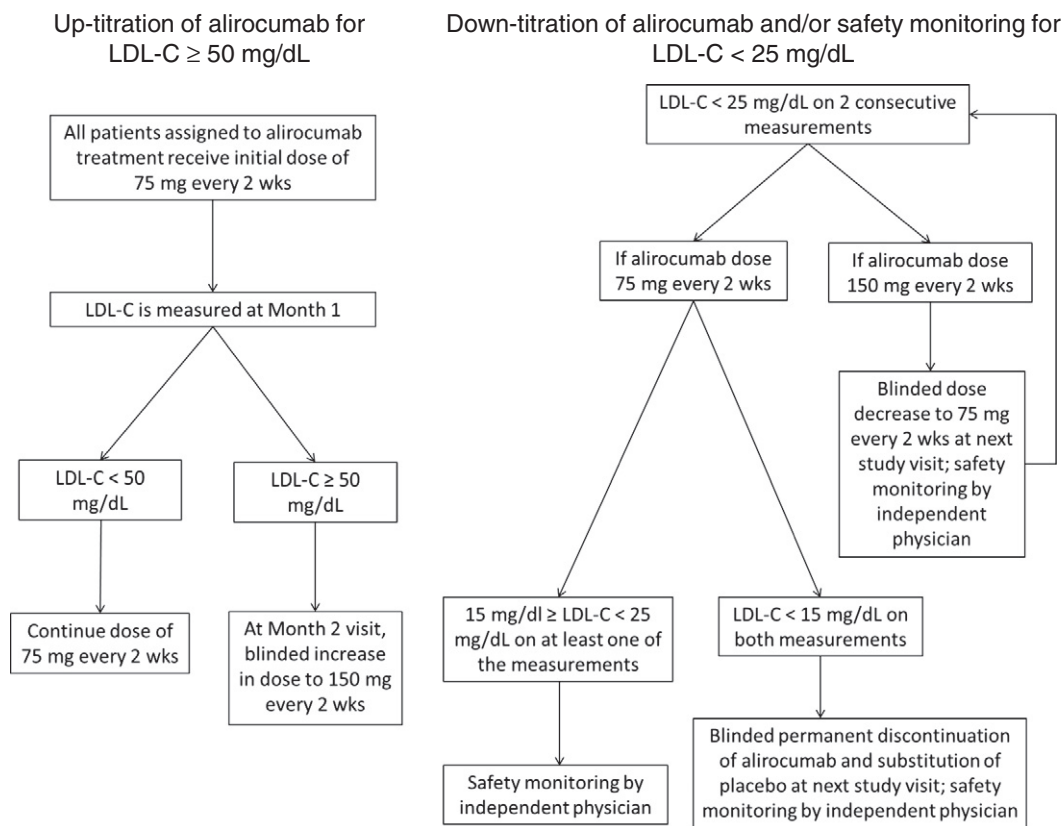 Up-titration of alirocumab for
LDL-C ≥ 50 mg/dL
All patients assigned to alirocumab
treatment receive initial dose of
75 mg every 2 wks
LDL-C is measured at Month 1
LDL-C < 50
mg/dL
LDL-C ≥ 50
mg/dL
Continue dose of
75 mg every 2 wks
At Month 2 visit,
blinded increase
in dose to 150 mg
every 2 wks
Down-titration of alirocumab and/or safety monitoring for
LDL-C < 25 mg/dL
LDL-C < 25 mg/dL on 2 consecutive
measurements
If alirocumab dose
75 mg every 2 wks
If alirocumab dose
150 mg every 2 wks
Blinded dose
decrease to 75 mg
every 2 wks at next
study visit; safety
monitoring by
independent
physician
15 mg/dl ≥ LDL-C < 25
mg/dL on at least one of
the measurements
LDL-C < 15 mg/dL on
both measurements
Safety monitoring by
independent physician
Blinded permanent discontinuation
of alirocumab and substitution of
placebo at next study visit; safety
monitoring by independent physician